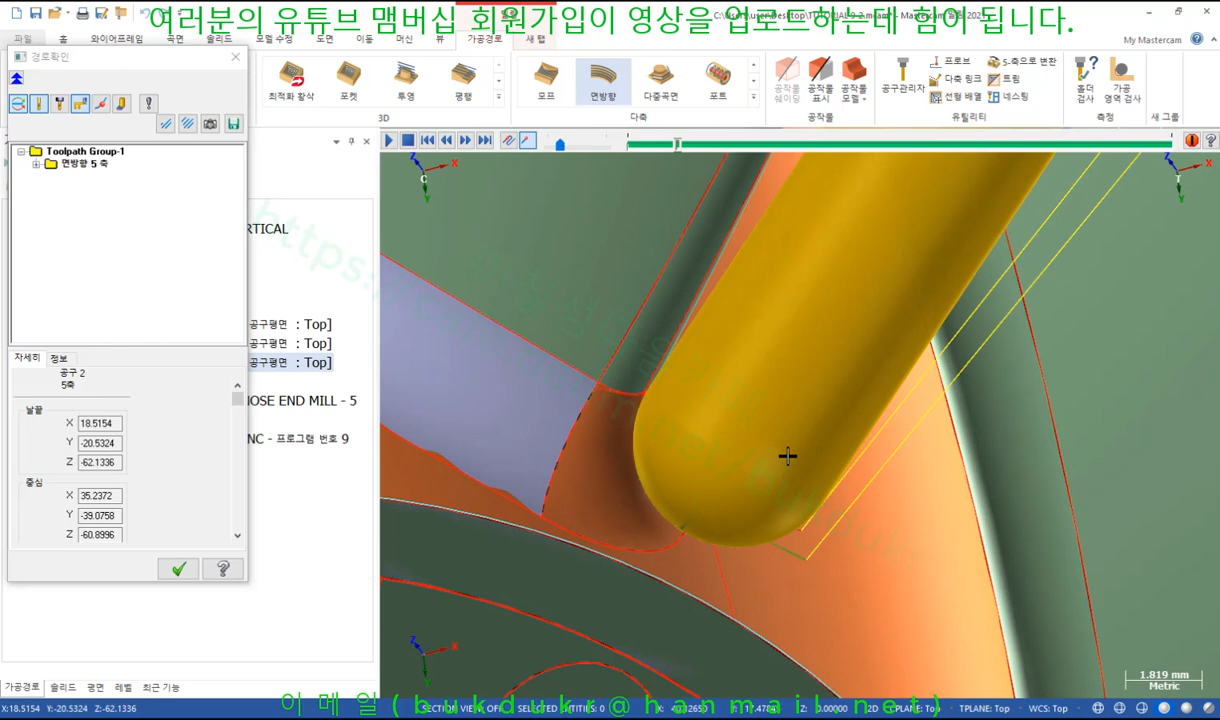 여러분의 유튜브 맴버십 회원가입이 영상을 업로드하는데 힘이 됩니다.
My Mastercam
파일 홈 와이어프레임 곡면 솔리드 모델 수정 도면 이동 머신 뷰 가공경로 새 탭
경로확인
최적화 황삭 포켓 투영 평행
모프 면방향 다중곡면 포트
공작물 쉐이딩 공작물 표시 공작물 모델
공구관리자 프로브 5-축으로 변환
다축 링크 트림
선형 배열 네스팅
홀더 검사 가공 영역 검사
3D 다축 공작물 유틸리티 측정 새 그룹
Toolpath Group-1
면방향 5 축
RTICAL
공구평면 : Top]
공구평면 : Top]
공구평면 : Top]
NOSE END MILL - 5
NC - 프로그램 번호 9
자세히 정보
공구 2
5축
날끝
X 18.5154
Y -20.5324
Z -62.1336
중심
X 35.2372
Y -39.0758
Z -60.8996
Z X C Y
Z X T Y
Z X Y
1.819 mm
Metric
가공경로 솔리드 평면 레벨 최근 기능
이 메 일 ( b u k d u k r @ h a n m a i l . n e t )
X:18.5154 Y:-20.5324 Z:-62.1336
SECTION VIEW: OFF SELECTED ENTITIES: 0
TPLANE: Top WCS: Top